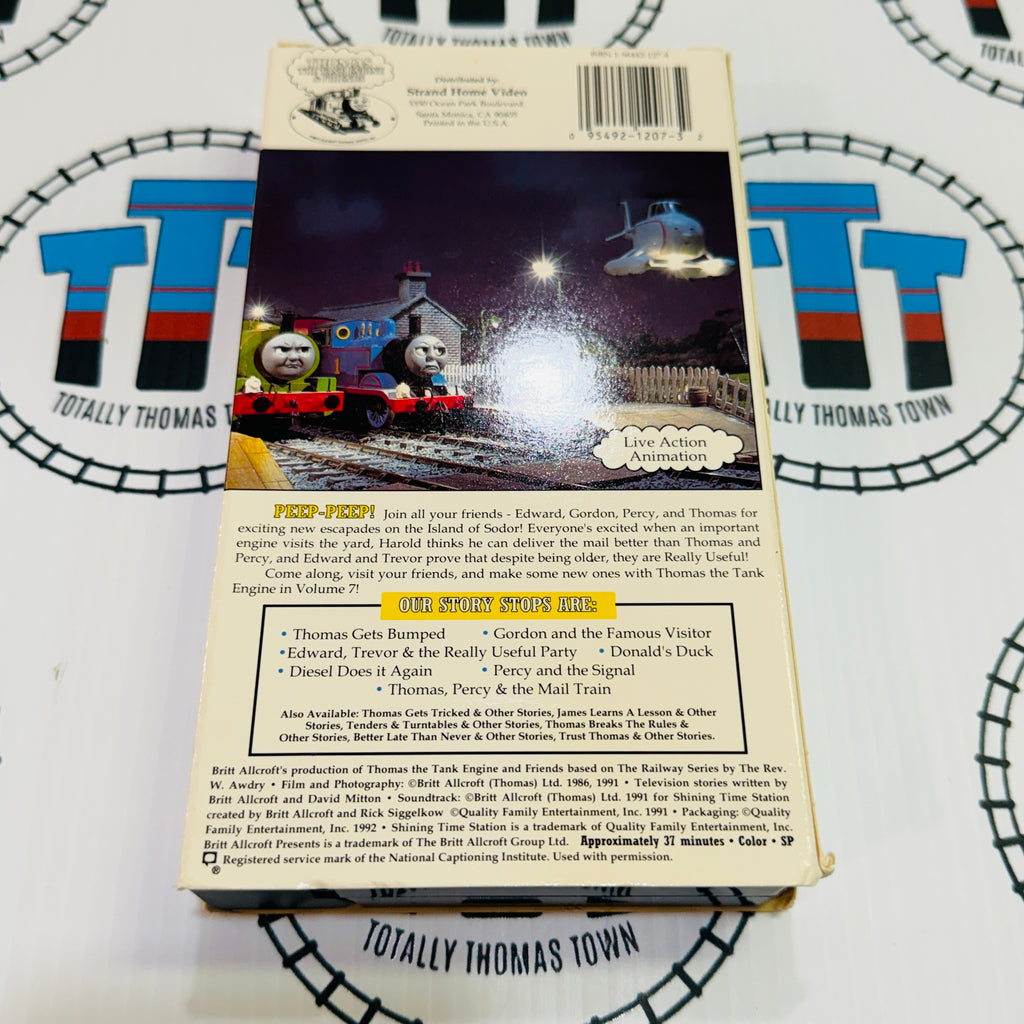 TOTALLY THOMAS TOWN
THOMAS
THE TANK ENGINE
& FRIENDS
Distributed by:
Strand Home Video
3350 Ocean Park Boulevard,
Santa Monica, CA 90405
Printed in the U.S.A.
0 95492-1207-3 2
TOTALLY THOMAS
ALLY THOMAS TOWN
1
Live Action
Animation
PEEP-PEEP! Join all your friends - Edward, Gordon, Percy, and Thomas for
exciting new escapades on the Island of Sodor! Everyone's excited when an important
engine visits the yard, Harold thinks he can deliver the mail better than Thomas and
Percy, and Edward and Trevor prove that despite being older, they are Really Useful!
Come along, visit your friends, and make some new ones with Thomas the Tank
Engine in Volume 7!
OUR STORY STOPS ARE:
• Thomas Gets Bumped • Gordon and the Famous Visitor
• Edward, Trevor & the Really Useful Party • Donald's Duck
• Diesel Does it Again • Percy and the Signal
• Thomas, Percy & the Mail Train
Also Available: Thomas Gets Tricked & Other Stories, James Learns A Lesson & Other
Stories, Tenders & Turntables & Other Stories, Thomas Breaks The Rules &
Other Stories, Better Late Than Never & Other Stories, Trust Thomas & Other Stories.
Britt Allcroft's production of Thomas the Tank Engine and Friends based on The Railway Series by The Rev.
W. Awdry • Film and Photography: ©Britt Allcroft (Thomas) Ltd. 1986, 1991 • Television stories written by
Britt Allcroft and David Mitton • Soundtrack: ©Britt Allcroft (Thomas) Ltd. 1991 for Shining Time Station
created by Britt Allcroft and Rick Siggelkow ©Quality Family Entertainment, Inc. 1991 • Packaging: ©Quality
Family Entertainment, Inc. 1992 • Shining Time Station is a trademark of Quality Family Entertainment, Inc.
Britt Allcroft Presents is a trademark of The Britt Allcroft Group Ltd. Approximately 37 minutes • Color • SP
® Registered service mark of the National Captioning Institute. Used with permission.
TOTALLY THOMAS TOWN